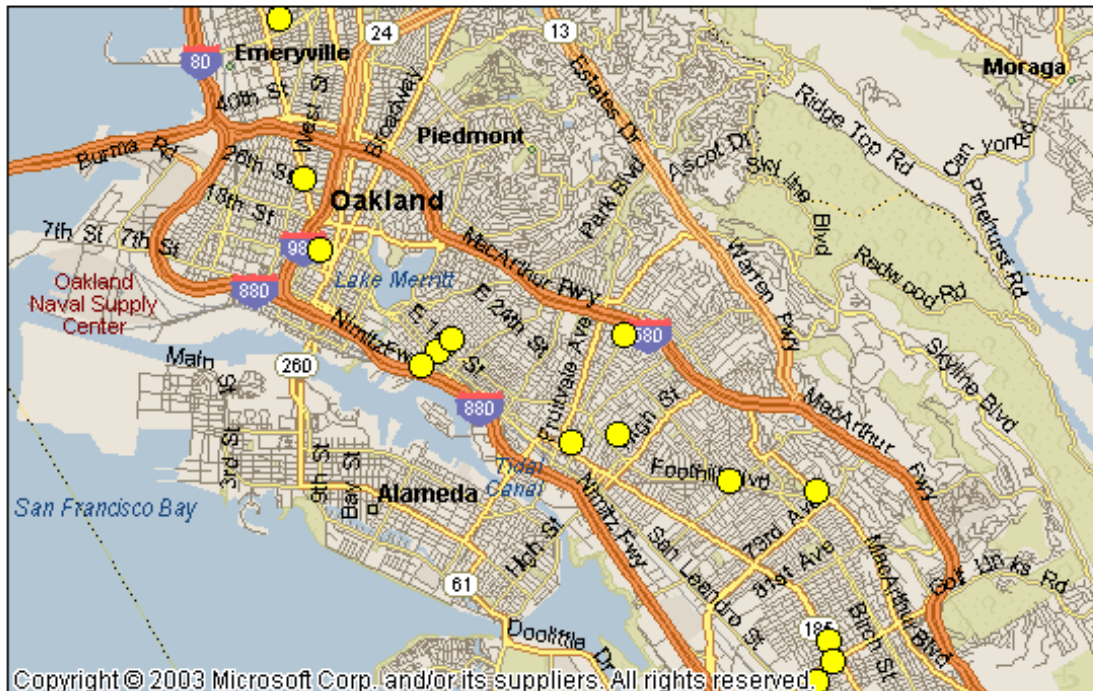 24
13
80
Emeryville
Moraga
40th St
West St
Broadway
Estates Dr
Piedmont
Ridge Top Rd
Burma Rd
26th St
Ascot Dr
Skyline Blvd
Pinehurst Rd
18th St
Oakland
Park Blvd
7th St
7th St
MacArthur Fwy
Warren Fwy
Redwood Rd
Oakland
Naval Supply
Center
880
Lake Merritt
E 24th St
Nimitz Fwy
580
Main St
260
Fruitvale Ave
Skyline Blvd
880
High St
MacArthur Fwy
3rd St
9th St
Bay St
Tidal
Canal
Foothill Blvd
San Francisco Bay
Alameda
Nimitz Fwy
73rd Ave
High St
San Leandro St
81st Ave
MacArthur Blvd
Golf Links Rd
61
Birch St
185
Doolittle Dr
Copyright © 2003 Microsoft Corp. and/or its suppliers. All rights reserved.